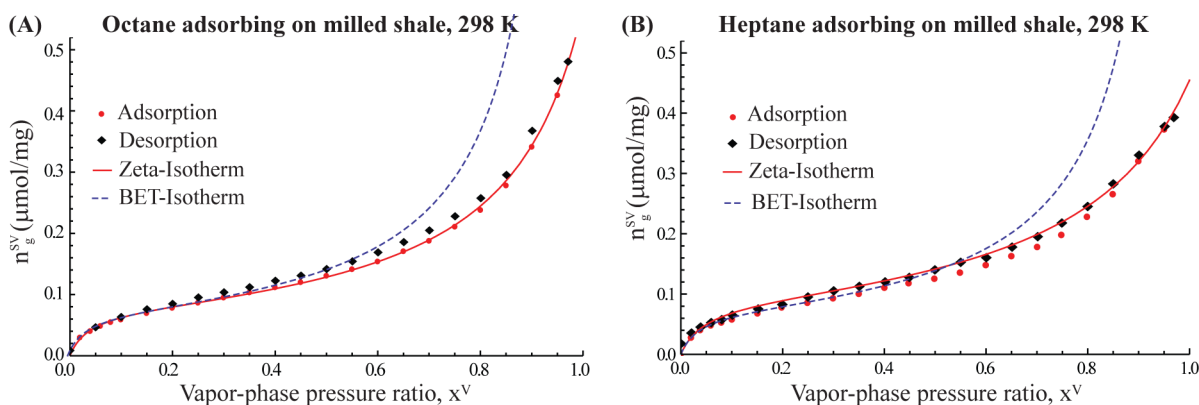 (A) Octane adsorbing on milled shale, 298 K
0.5
0.4
0.3
0.2
0.1
0.0
n_g^SV (μmol/mg)
Adsorption
Desorption
Zeta-Isotherm
BET-Isotherm
0.0 0.2 0.4 0.6 0.8 1.0
Vapor-phase pressure ratio, x^V
(B) Heptane adsorbing on milled shale, 298 K
0.5
0.4
0.3
0.2
0.1
0.0
n_g^SV (μmol/mg)
Adsorption
Desorption
Zeta-Isotherm
BET-Isotherm
0.0 0.2 0.4 0.6 0.8 1.0
Vapor-phase pressure ratio, x^V